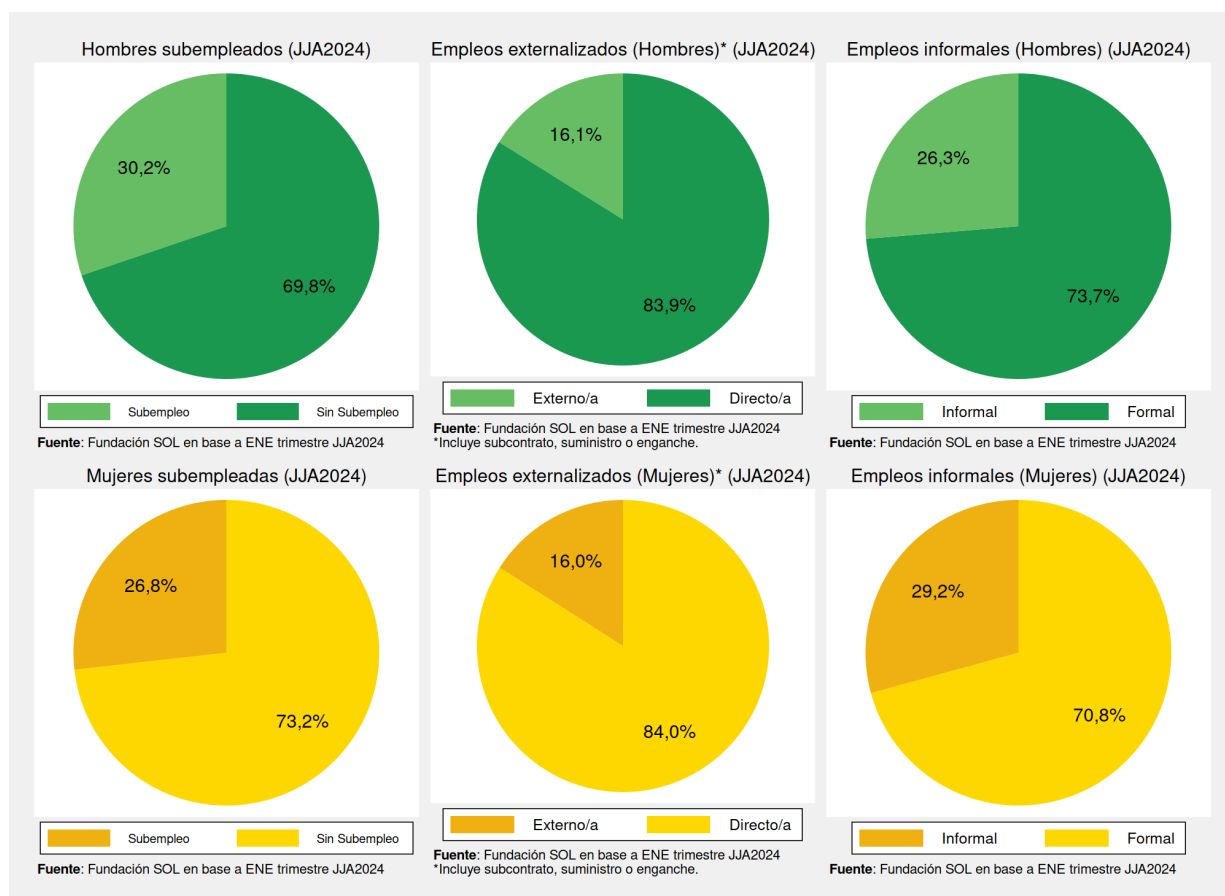 Hombres subempleados (JJA2024)
30,2%
69,8%
Subempleo Sin Subempleo
Fuente: Fundación SOL en base a ENE trimestre JJA2024
Empleos externalizados (Hombres)* (JJA2024)
16,1%
83,9%
Externo/a Directo/a
Fuente: Fundación SOL en base a ENE trimestre JJA2024
*Incluye subcontrato, suministro o enganche.
Empleos informales (Hombres) (JJA2024)
26,3%
73,7%
Informal Formal
Fuente: Fundación SOL en base a ENE trimestre JJA2024
Mujeres subempleadas (JJA2024)
26,8%
73,2%
Subempleo Sin Subempleo
Fuente: Fundación SOL en base a ENE trimestre JJA2024
Empleos externalizados (Mujeres)* (JJA2024)
16,0%
84,0%
Externo/a Directo/a
Fuente: Fundación SOL en base a ENE trimestre JJA2024
*Incluye subcontrato, suministro o enganche.
Empleos informales (Mujeres) (JJA2024)
29,2%
70,8%
Informal Formal
Fuente: Fundación SOL en base a ENE trimestre JJA2024